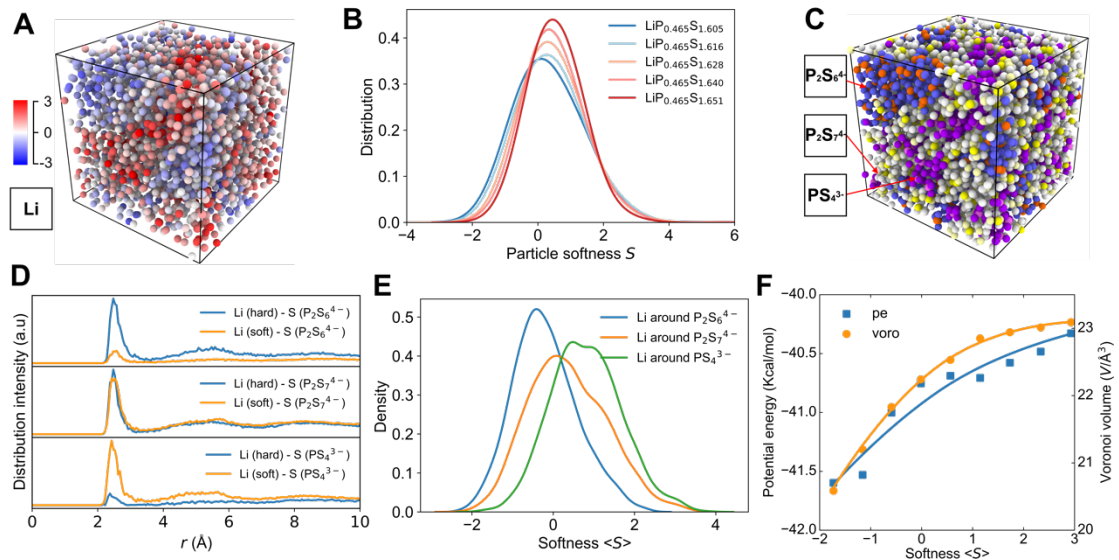 A
3
0
-3
Li
B
Distribution
0.4
0.3
0.2
0.1
0.0
−4 −2 0 2 4 6
Particle softness S
LiP₀.₄₆₅S₁.₆₀₅
LiP₀.₄₆₅S₁.₆₁₆
LiP₀.₄₆₅S₁.₆₂₈
LiP₀.₄₆₅S₁.₆₄₀
LiP₀.₄₆₅S₁.₆₅₁
C
P₂S₆⁴⁻
P₂S₇⁴⁻
PS₄³⁻
D
Distribution intensity (a.u)
Li (hard) - S (P₂S₆⁴⁻)
Li (soft) - S (P₂S₆⁴⁻)
Li (hard) - S (P₂S₇⁴⁻)
Li (soft) - S (P₂S₇⁴⁻)
Li (hard) - S (PS₄³⁻)
Li (soft) - S (PS₄³⁻)
0 2 4 6 8 10
r (Å)
E
Density
0.5
0.4
0.3
0.2
0.1
0.0
−2 0 2 4
Softness <S>
Li around P₂S₆⁴⁻
Li around P₂S₇⁴⁻
Li around PS₄³⁻
F
Potential energy (Kcal/mol)
−40.0
−40.5
−41.0
−41.5
−42.0
pe
voro
−2 −1 0 1 2 3
Softness <S>
23
22
21
20
Voronoi volume (V/Å³)